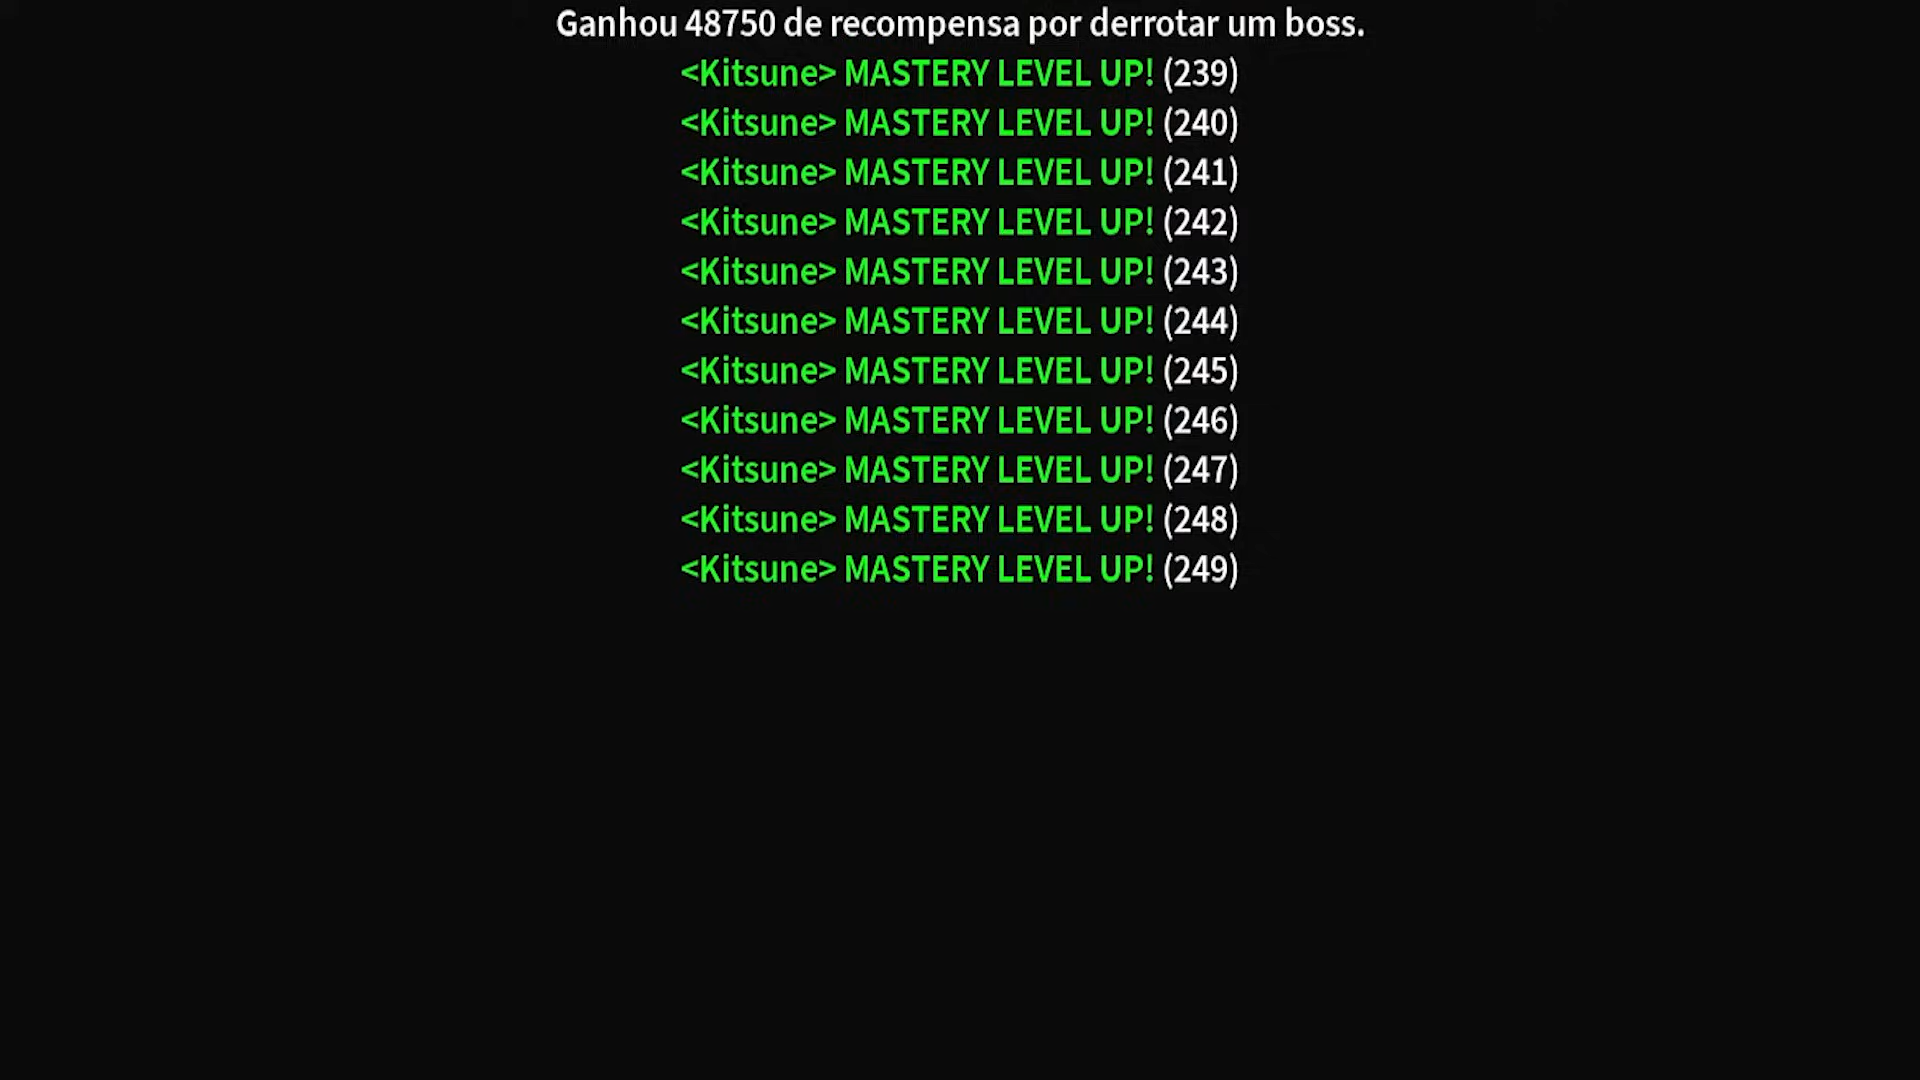 Ganhou 48750 de recompensa por derrotar um boss.
<Kitsune> MASTERY LEVEL UP! (239)
<Kitsune> MASTERY LEVEL UP! (240)
<Kitsune> MASTERY LEVEL UP! (241)
<Kitsune> MASTERY LEVEL UP! (242)
<Kitsune> MASTERY LEVEL UP! (243)
<Kitsune> MASTERY LEVEL UP! (244)
<Kitsune> MASTERY LEVEL UP! (245)
<Kitsune> MASTERY LEVEL UP! (246)
<Kitsune> MASTERY LEVEL UP! (247)
<Kitsune> MASTERY LEVEL UP! (248)
<Kitsune> MASTERY LEVEL UP! (249)